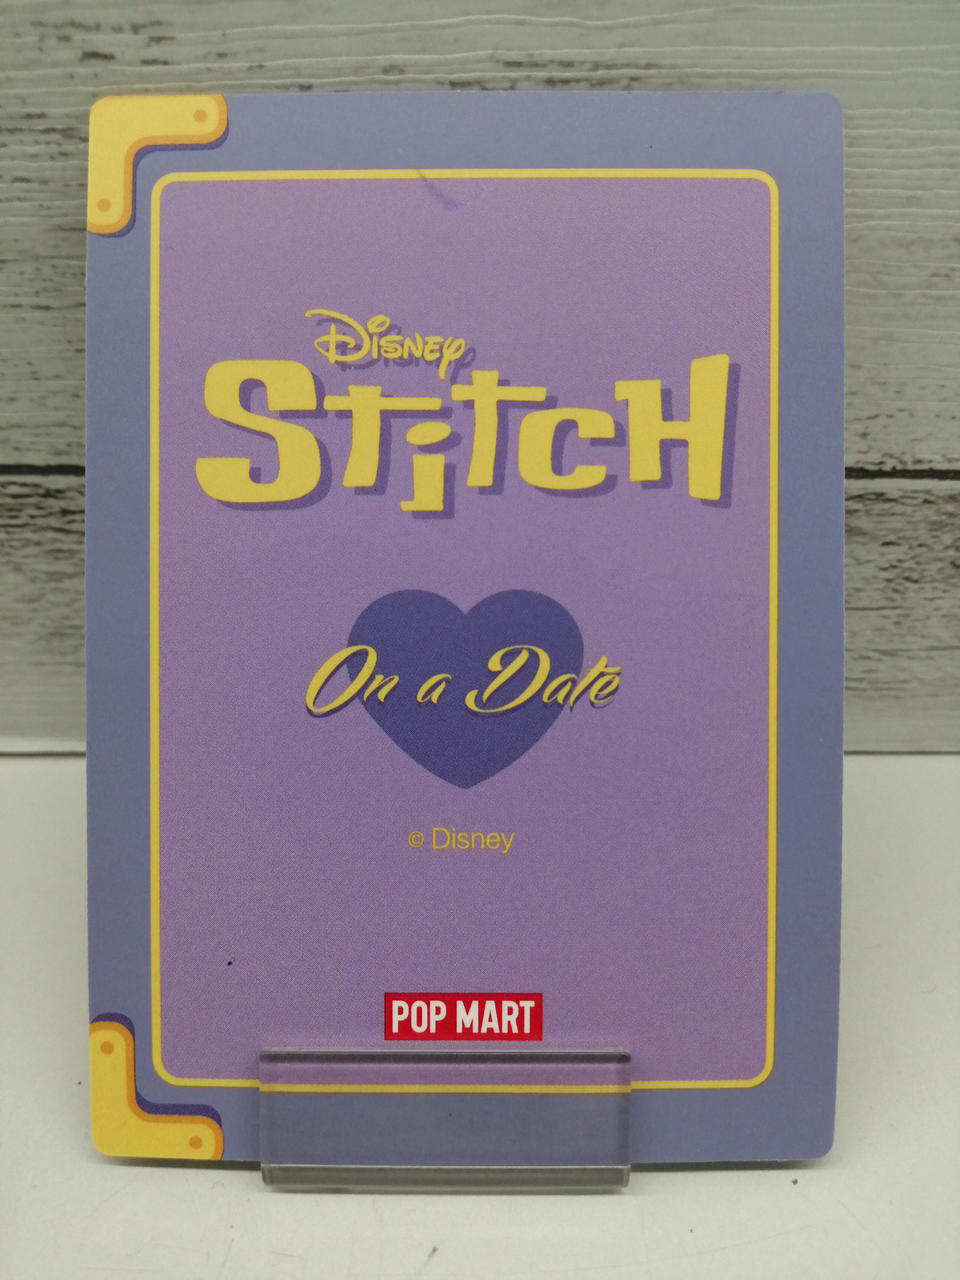 Disney
Stitch
On a Date
© Disney
POP MART